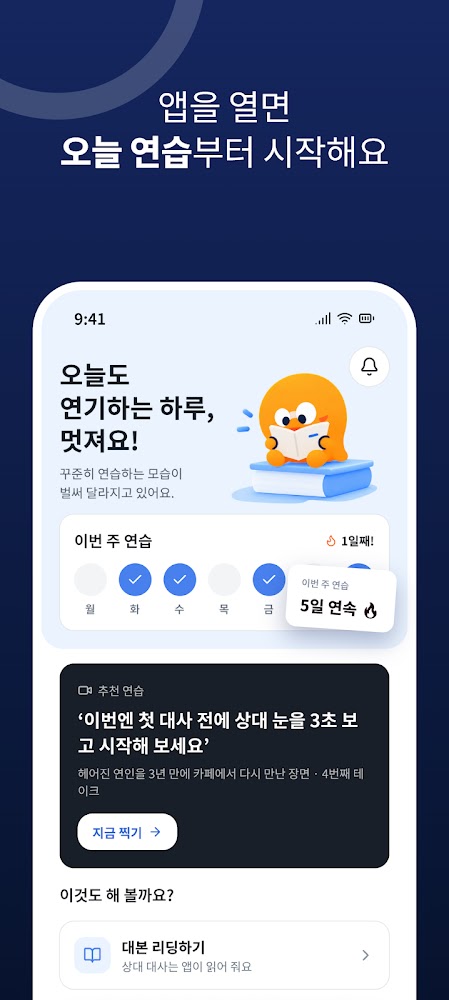 앱을 열면
오늘 연습부터 시작해요
9:41
오늘도
연기하는 하루,
멋져요!
꾸준히 연습하는 모습이
벌써 달라지고 있어요.
이번 주 연습
1일째!
월
화
수
목
금
이번 주 연습
5일 연속
추천 연습
‘이번엔 첫 대사 전에 상대 눈을 3초 보
고 시작해 보세요’
헤어진 연인을 3년 만에 카페에서 다시 만난 장면 · 4번째 테
이크
지금 찍기 →
이것도 해 볼까요?
대본 리딩하기
상대 대사는 앱이 읽어 줘요